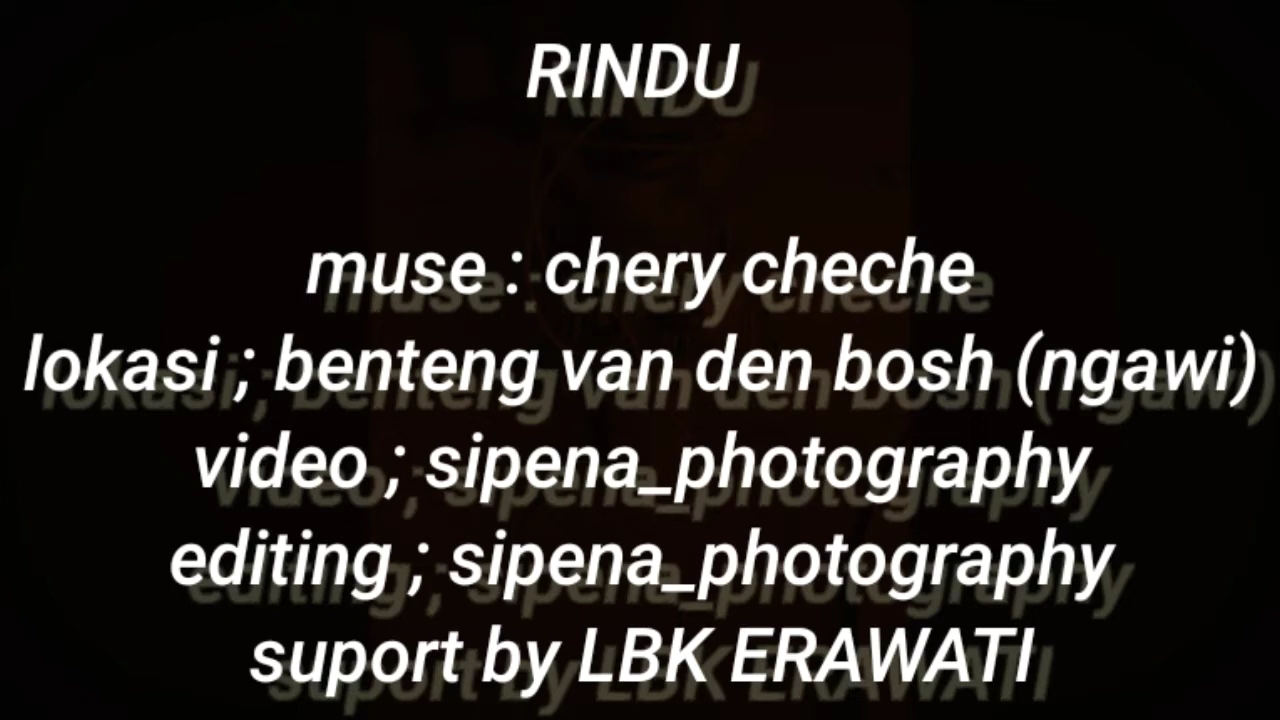 RINDU
muse : chery cheche
lokasi ; benteng van den bosh (ngawi)
video ; sipena_photography
editing ; sipena_photography
suport by LBK ERAWATI